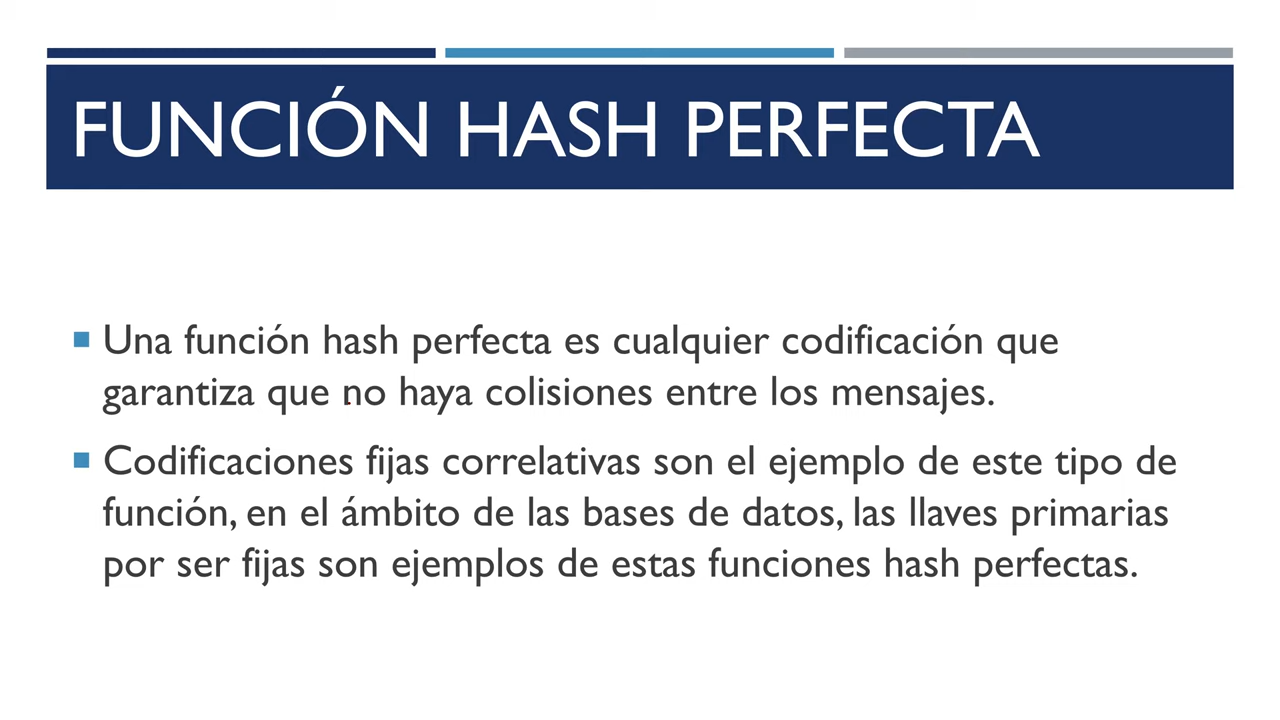 FUNCIÓN HASH PERFECTA
Una función hash perfecta es cualquier codificación que
garantiza que no haya colisiones entre los mensajes.
Codificaciones fijas correlativas son el ejemplo de este tipo de
función, en el ámbito de las bases de datos, las llaves primarias
por ser fijas son ejemplos de estas funciones hash perfectas.